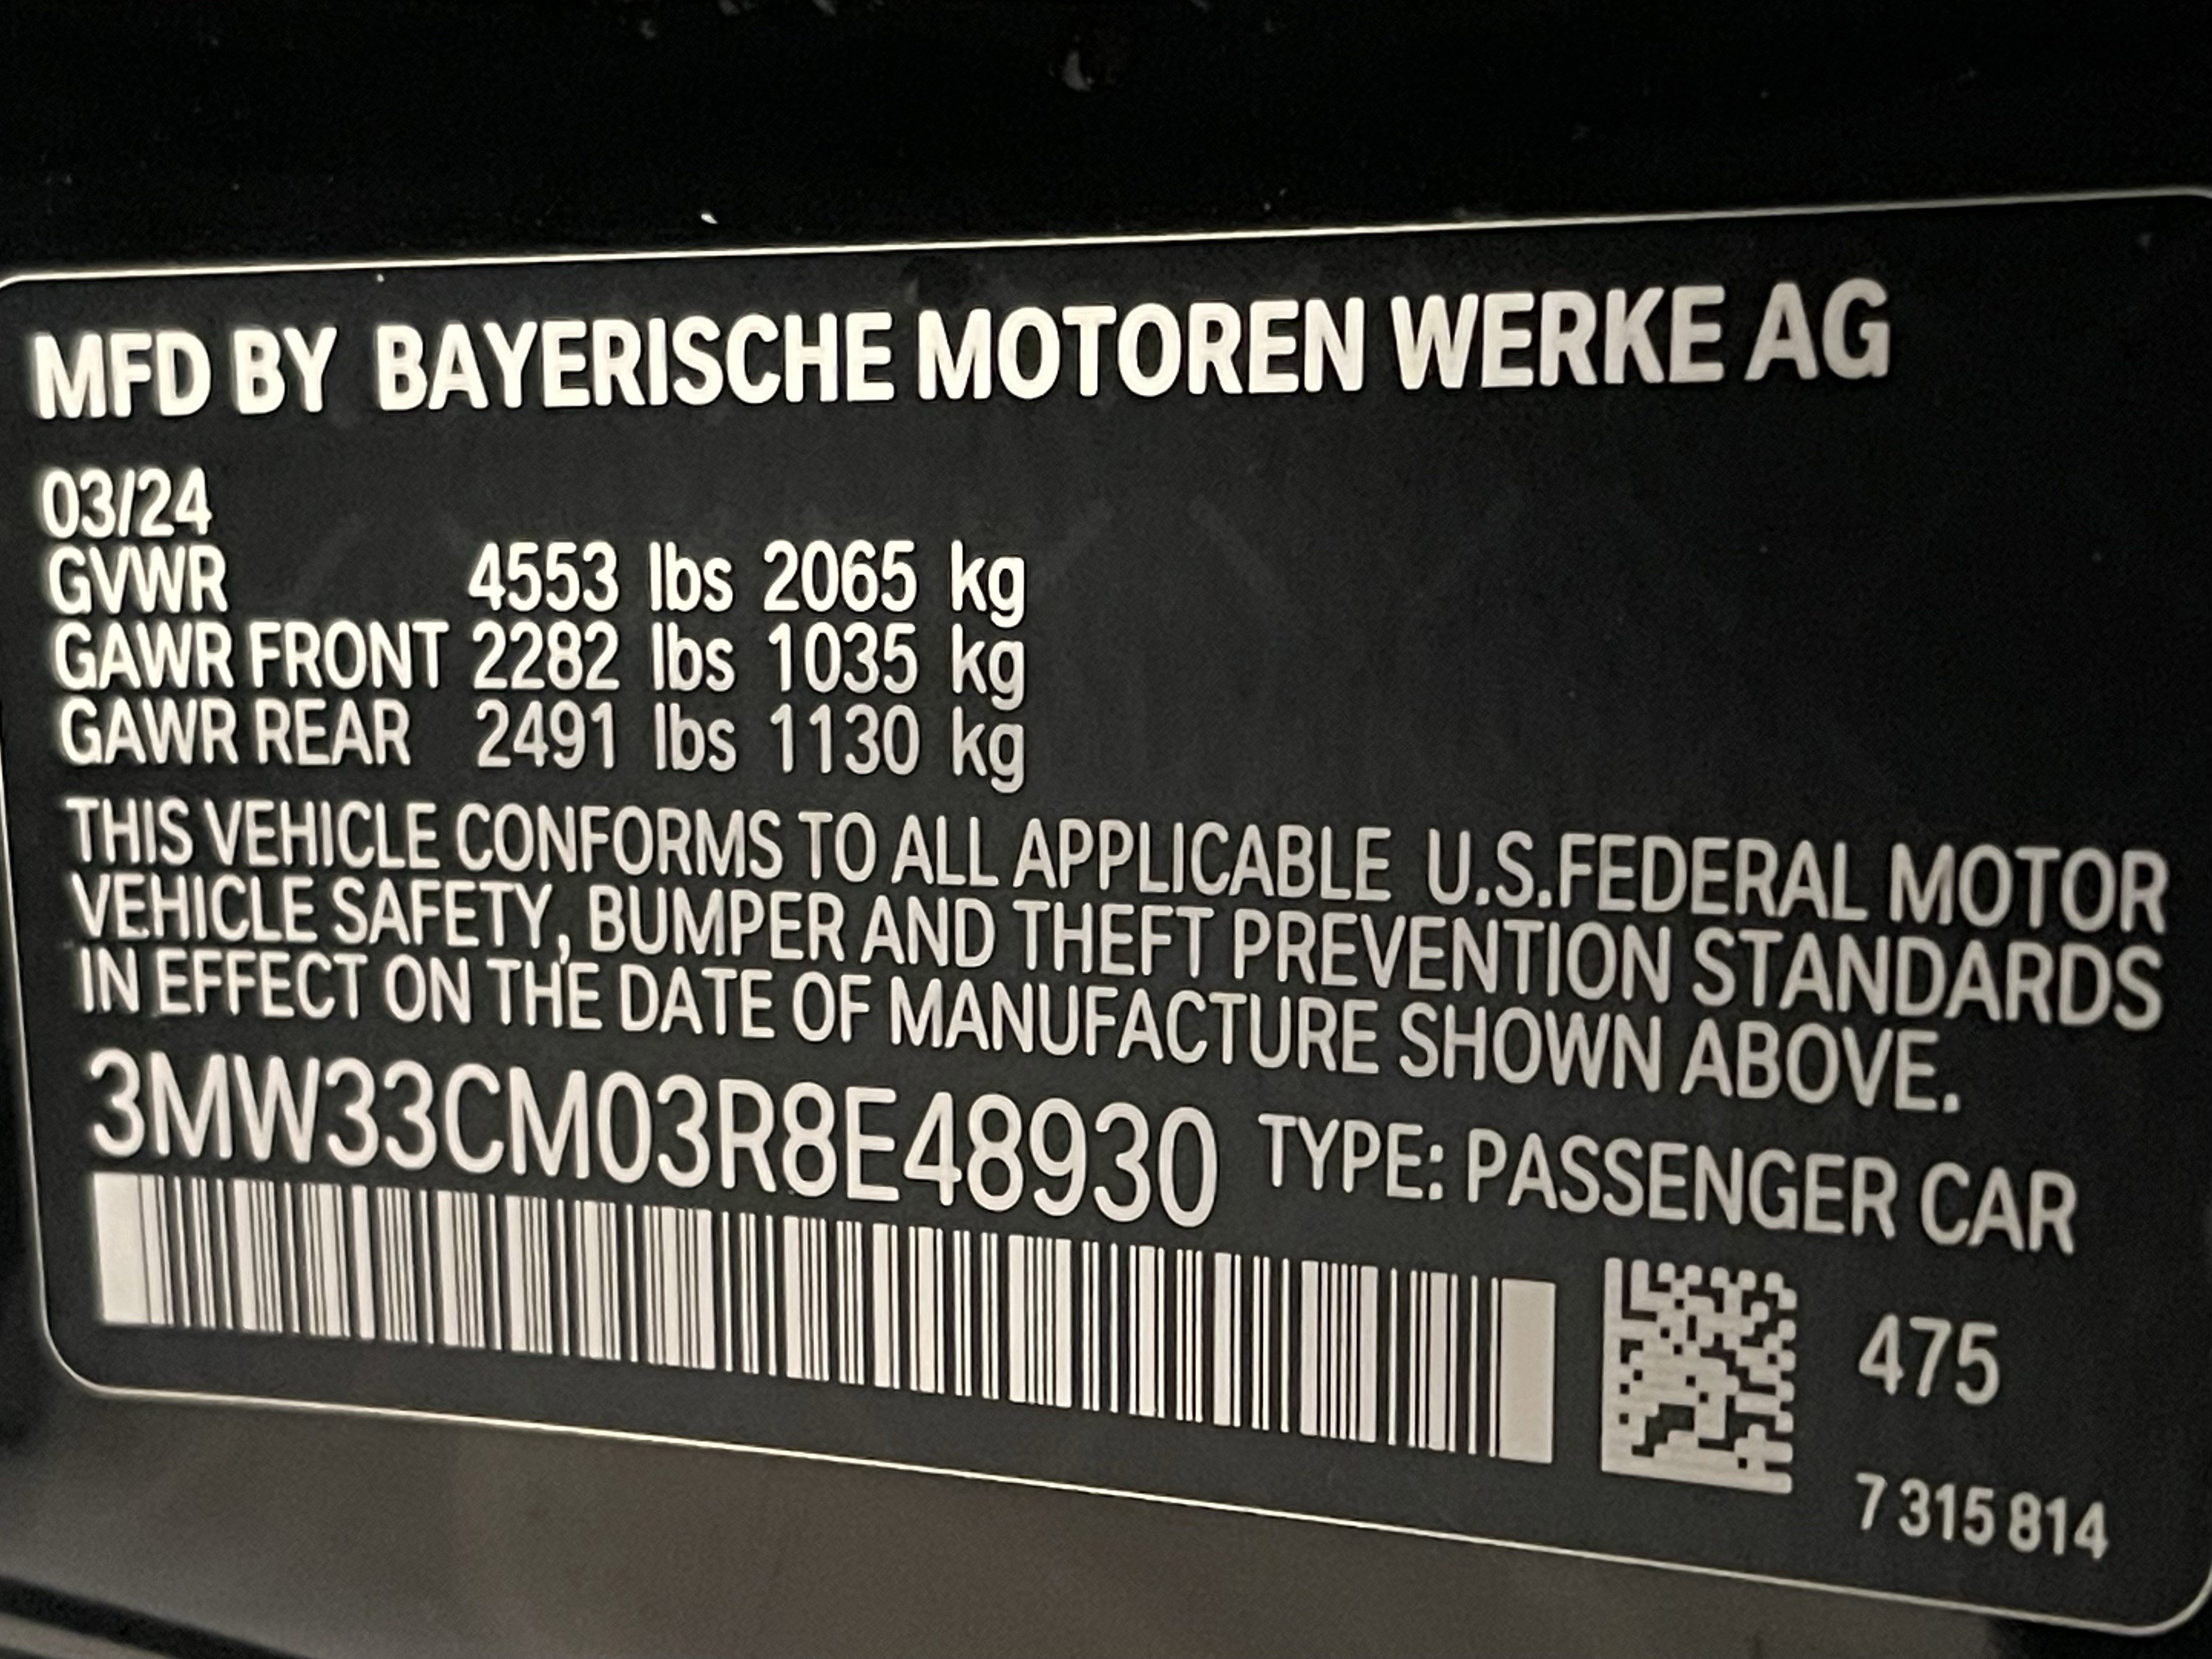 MFD BY BAYERISCHE MOTOREN WERKE AG
03/24
GVWR 4553 lbs 2065 kg
GAWR FRONT 2282 lbs 1035 kg
GAWR REAR 2491 lbs 1130 kg
THIS VEHICLE CONFORMS TO ALL APPLICABLE U.S.FEDERAL MOTOR
VEHICLE SAFETY, BUMPER AND THEFT PREVENTION STANDARDS
IN EFFECT ON THE DATE OF MANUFACTURE SHOWN ABOVE.
3MW33CM03R8E48930 TYPE: PASSENGER CAR
475
7 315 814